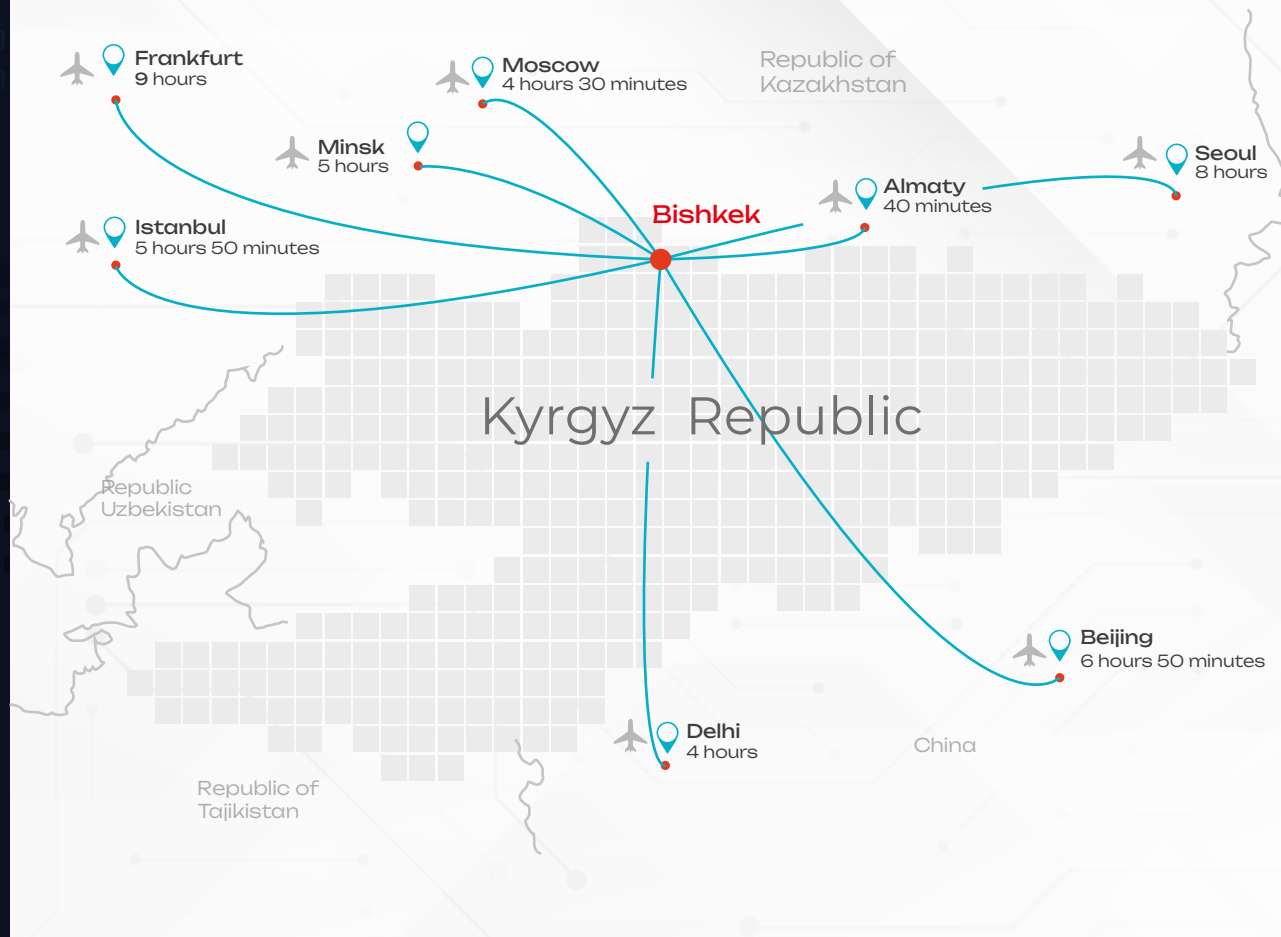 Frankfurt
9 hours
Moscow
4 hours 30 minutes
Republic of
Kazakhstan
Minsk
5 hours
Seoul
8 hours
Almaty
40 minutes
Bishkek
Istanbul
5 hours 50 minutes
Kyrgyz Republic
Republic
Uzbekistan
Beijing
6 hours 50 minutes
Delhi
4 hours
China
Republic of
Tajikistan